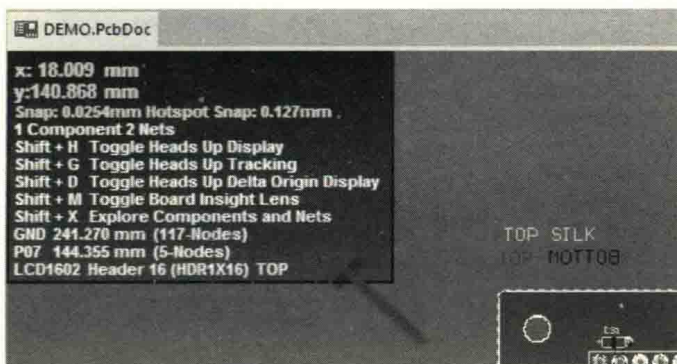 DEMO.PcbDoc
x: 18.009 mm
y:140.868 mm
Snap: 0.0254mm Hotspot Snap: 0.127mm
1 Component 2 Nets
Shift + H Toggle Heads Up Display
Shift + G Toggle Heads Up Tracking
Shift + D Toggle Heads Up Delta Origin Display
Shift + M Toggle Board Insight Lens
Shift + X Explore Components and Nets
GND 241.270 mm (117-Nodes)
P07 144.355 mm (5-Nodes)
LCD1602 Header 16 (HDR1X16) TOP
TOP SILK
BOTTOM